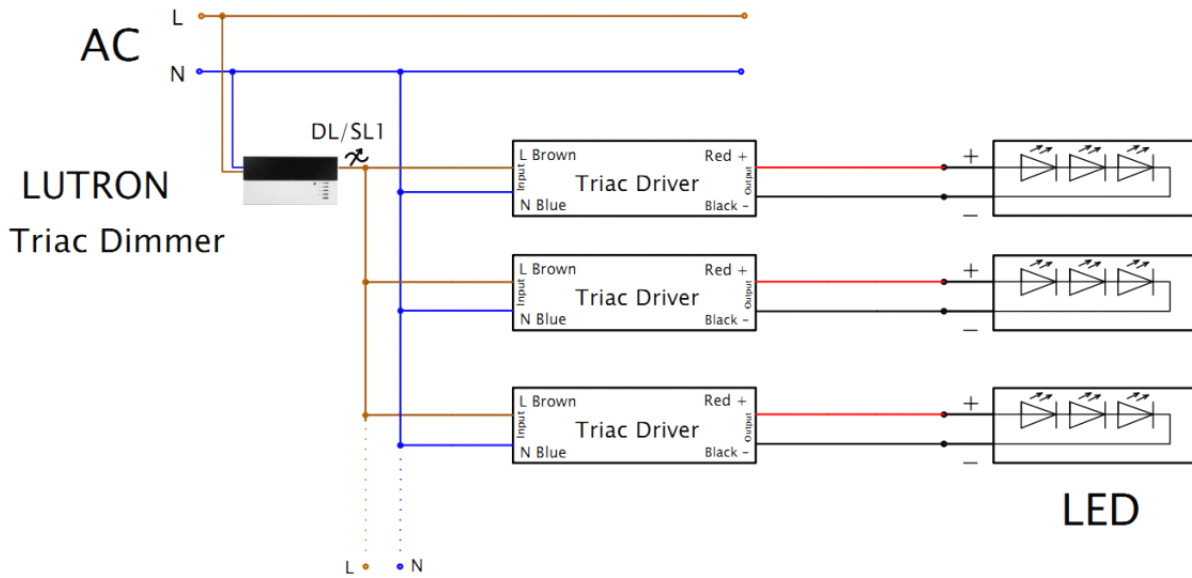 L
AC
N
DL/SL1
LUTRON
Triac Dimmer
L Brown
Input
Triac Driver
N Blue
Red +
Output
Black -
+
−
L Brown
Input
Triac Driver
N Blue
Red +
Output
Black -
+
−
L Brown
Input
Triac Driver
N Blue
Red +
Output
Black -
+
−
LED
L
N